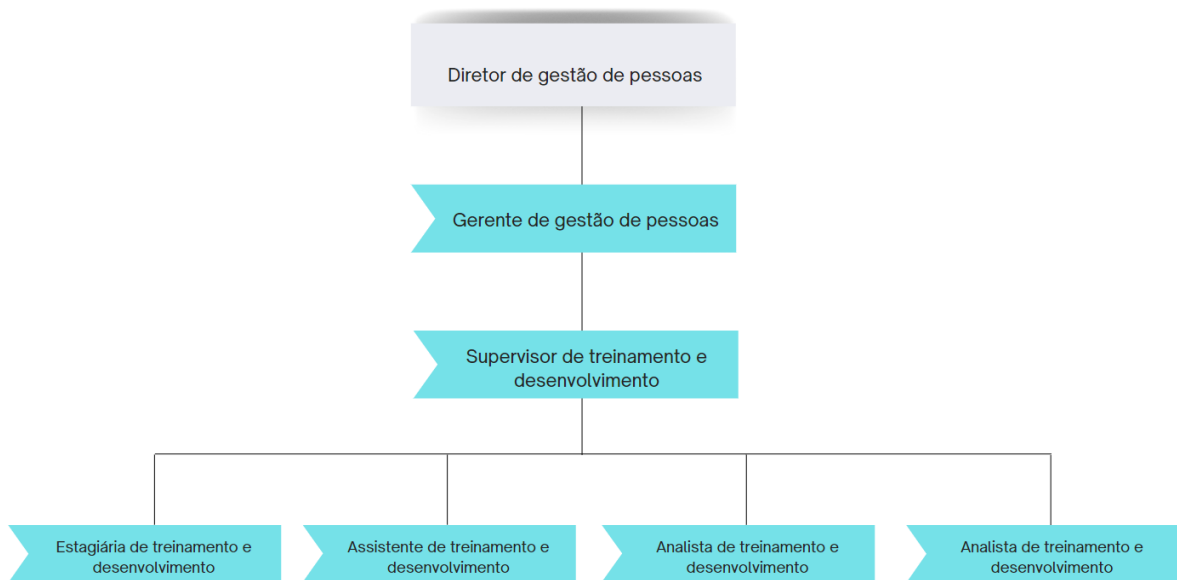 Diretor de gestão de pessoas
Gerente de gestão de pessoas
Supervisor de treinamento e
desenvolvimento
Estagiária de treinamento e
desenvolvimento
Assistente de treinamento e
desenvolvimento
Analista de treinamento e
desenvolvimento
Analista de treinamento e
desenvolvimento